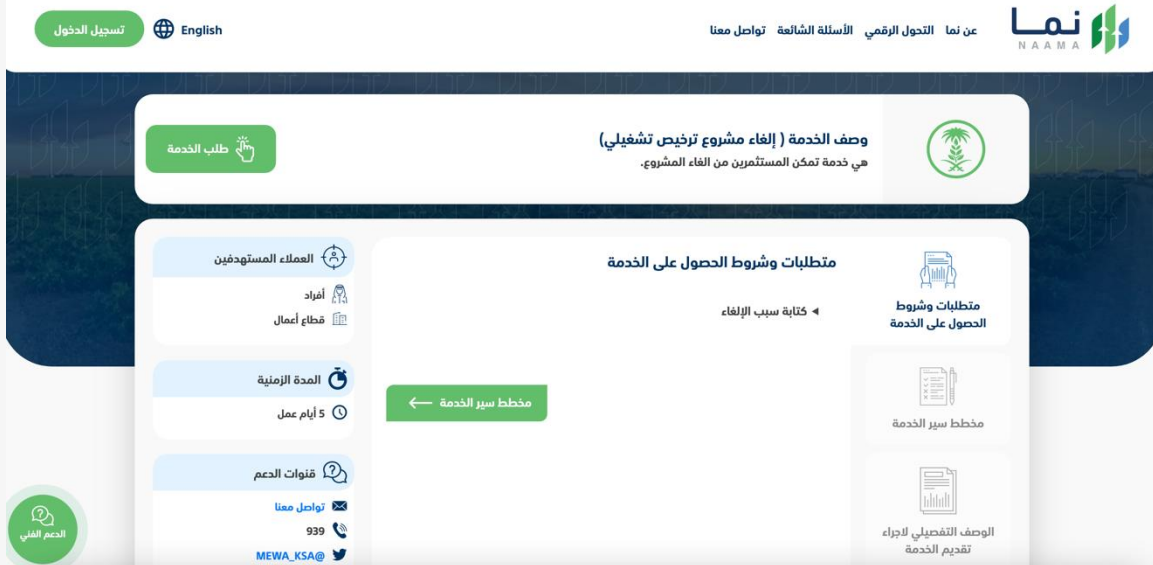 نمــا
NAAMA
عن نما
التحول الرقمي
الأسئلة الشائعة
تواصل معنا
English
تسجيل الدخول
وصف الخدمة ( إلغاء مشروع ترخيص تشغيلي)
هي خدمة تمكن المستثمرين من الغاء المشروع.
طلب الخدمة
متطلبات وشروط
الحصول على الخدمة
مخطط سير الخدمة
الوصف التفصيلي لاجراء
تقديم الخدمة
متطلبات وشروط الحصول على الخدمة
كتابة سبب الإلغاء
مخطط سير الخدمة
العملاء المستهدفين
أفراد
قطاع أعمال
المدة الزمنية
5 أيام عمل
قنوات الدعم
تواصل معنا
939
MEWA_KSA@
الدعم الفني